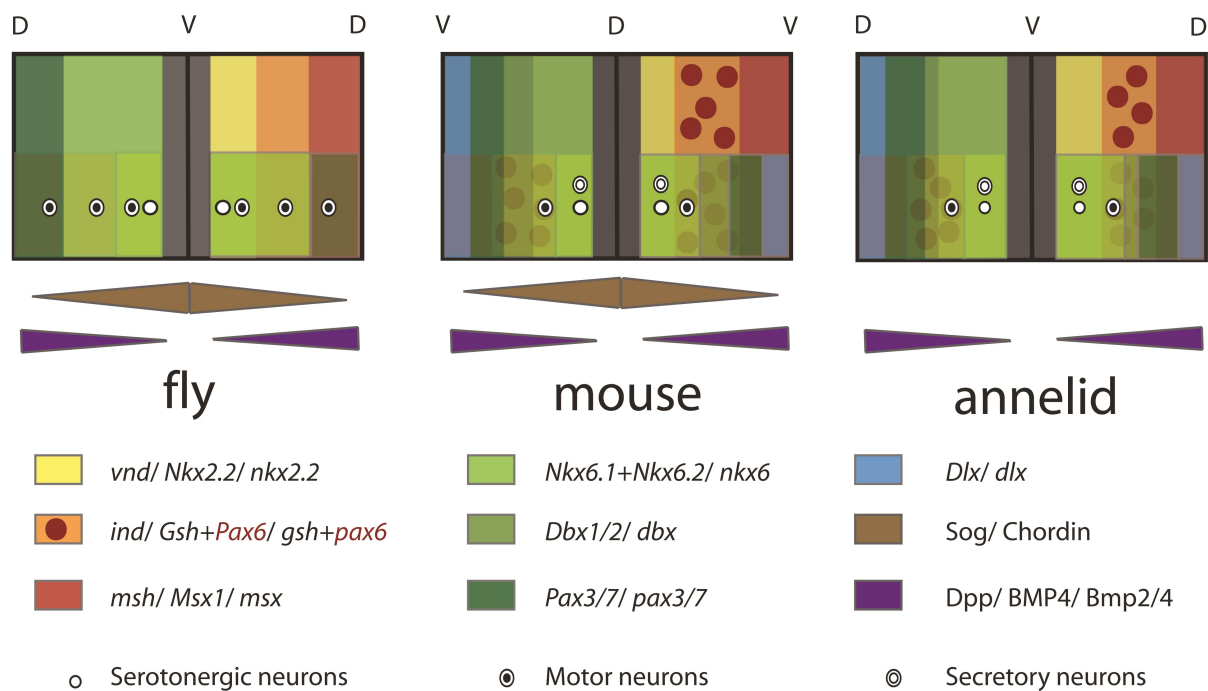 D V D V D V D V D
fly mouse annelid
vnd/ Nkx2.2/ nkx2.2 Nkx6.1+Nkx6.2/ nkx6 Dlx/ dlx
ind/ Gsh+Pax6/ gsh+pax6 Dbx1/2/ dbx Sog/ Chordin
msh/ Msx1/ msx Pax3/7/ pax3/7 Dpp/ BMP4/ Bmp2/4
Serotonergic neurons Motor neurons Secretory neurons